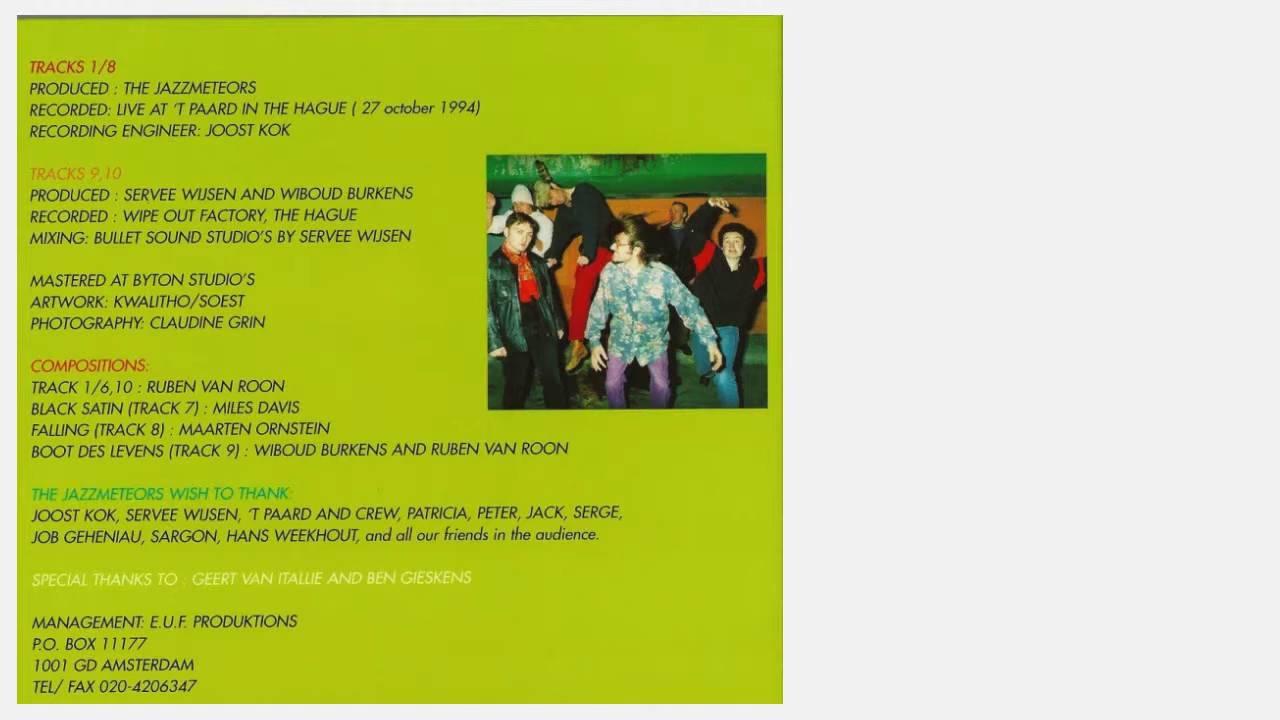 TRACKS 1/8
PRODUCED : THE JAZZMETEORS
RECORDED: LIVE AT 'T PAARD IN THE HAGUE ( 27 october 1994)
RECORDING ENGINEER: JOOST KOK
TRACKS 9,10
PRODUCED : SERVEE WIJSEN AND WIBOUD BURKENS
RECORDED : WIPE OUT FACTORY, THE HAGUE
MIXING: BULLET SOUND STUDIO'S BY SERVEE WIJSEN
MASTERED AT BYTON STUDIO'S
ARTWORK: KWALITHO/SOEST
PHOTOGRAPHY: CLAUDINE GRIN
COMPOSITIONS:
TRACK 1/6,10 : RUBEN VAN ROON
BLACK SATIN (TRACK 7) : MILES DAVIS
FALLING (TRACK 8) : MAARTEN ORNSTEIN
BOOT DES LEVENS (TRACK 9) : WIBOUD BURKENS AND RUBEN VAN ROON
THE JAZZMETEORS WISH TO THANK:
JOOST KOK, SERVEE WIJSEN, 'T PAARD AND CREW, PATRICIA, PETER, JACK, SERGE,
JOB GEHENIAU, SARGON, HANS WEEKHOUT, and all our friends in the audience.
SPECIAL THANKS TO : GEERT VAN ITALLIE AND BEN GIESKENS
MANAGEMENT: E.U.F. PRODUKTIONS
P.O. BOX 11177
1001 GD AMSTERDAM
TEL/ FAX 020-4206347